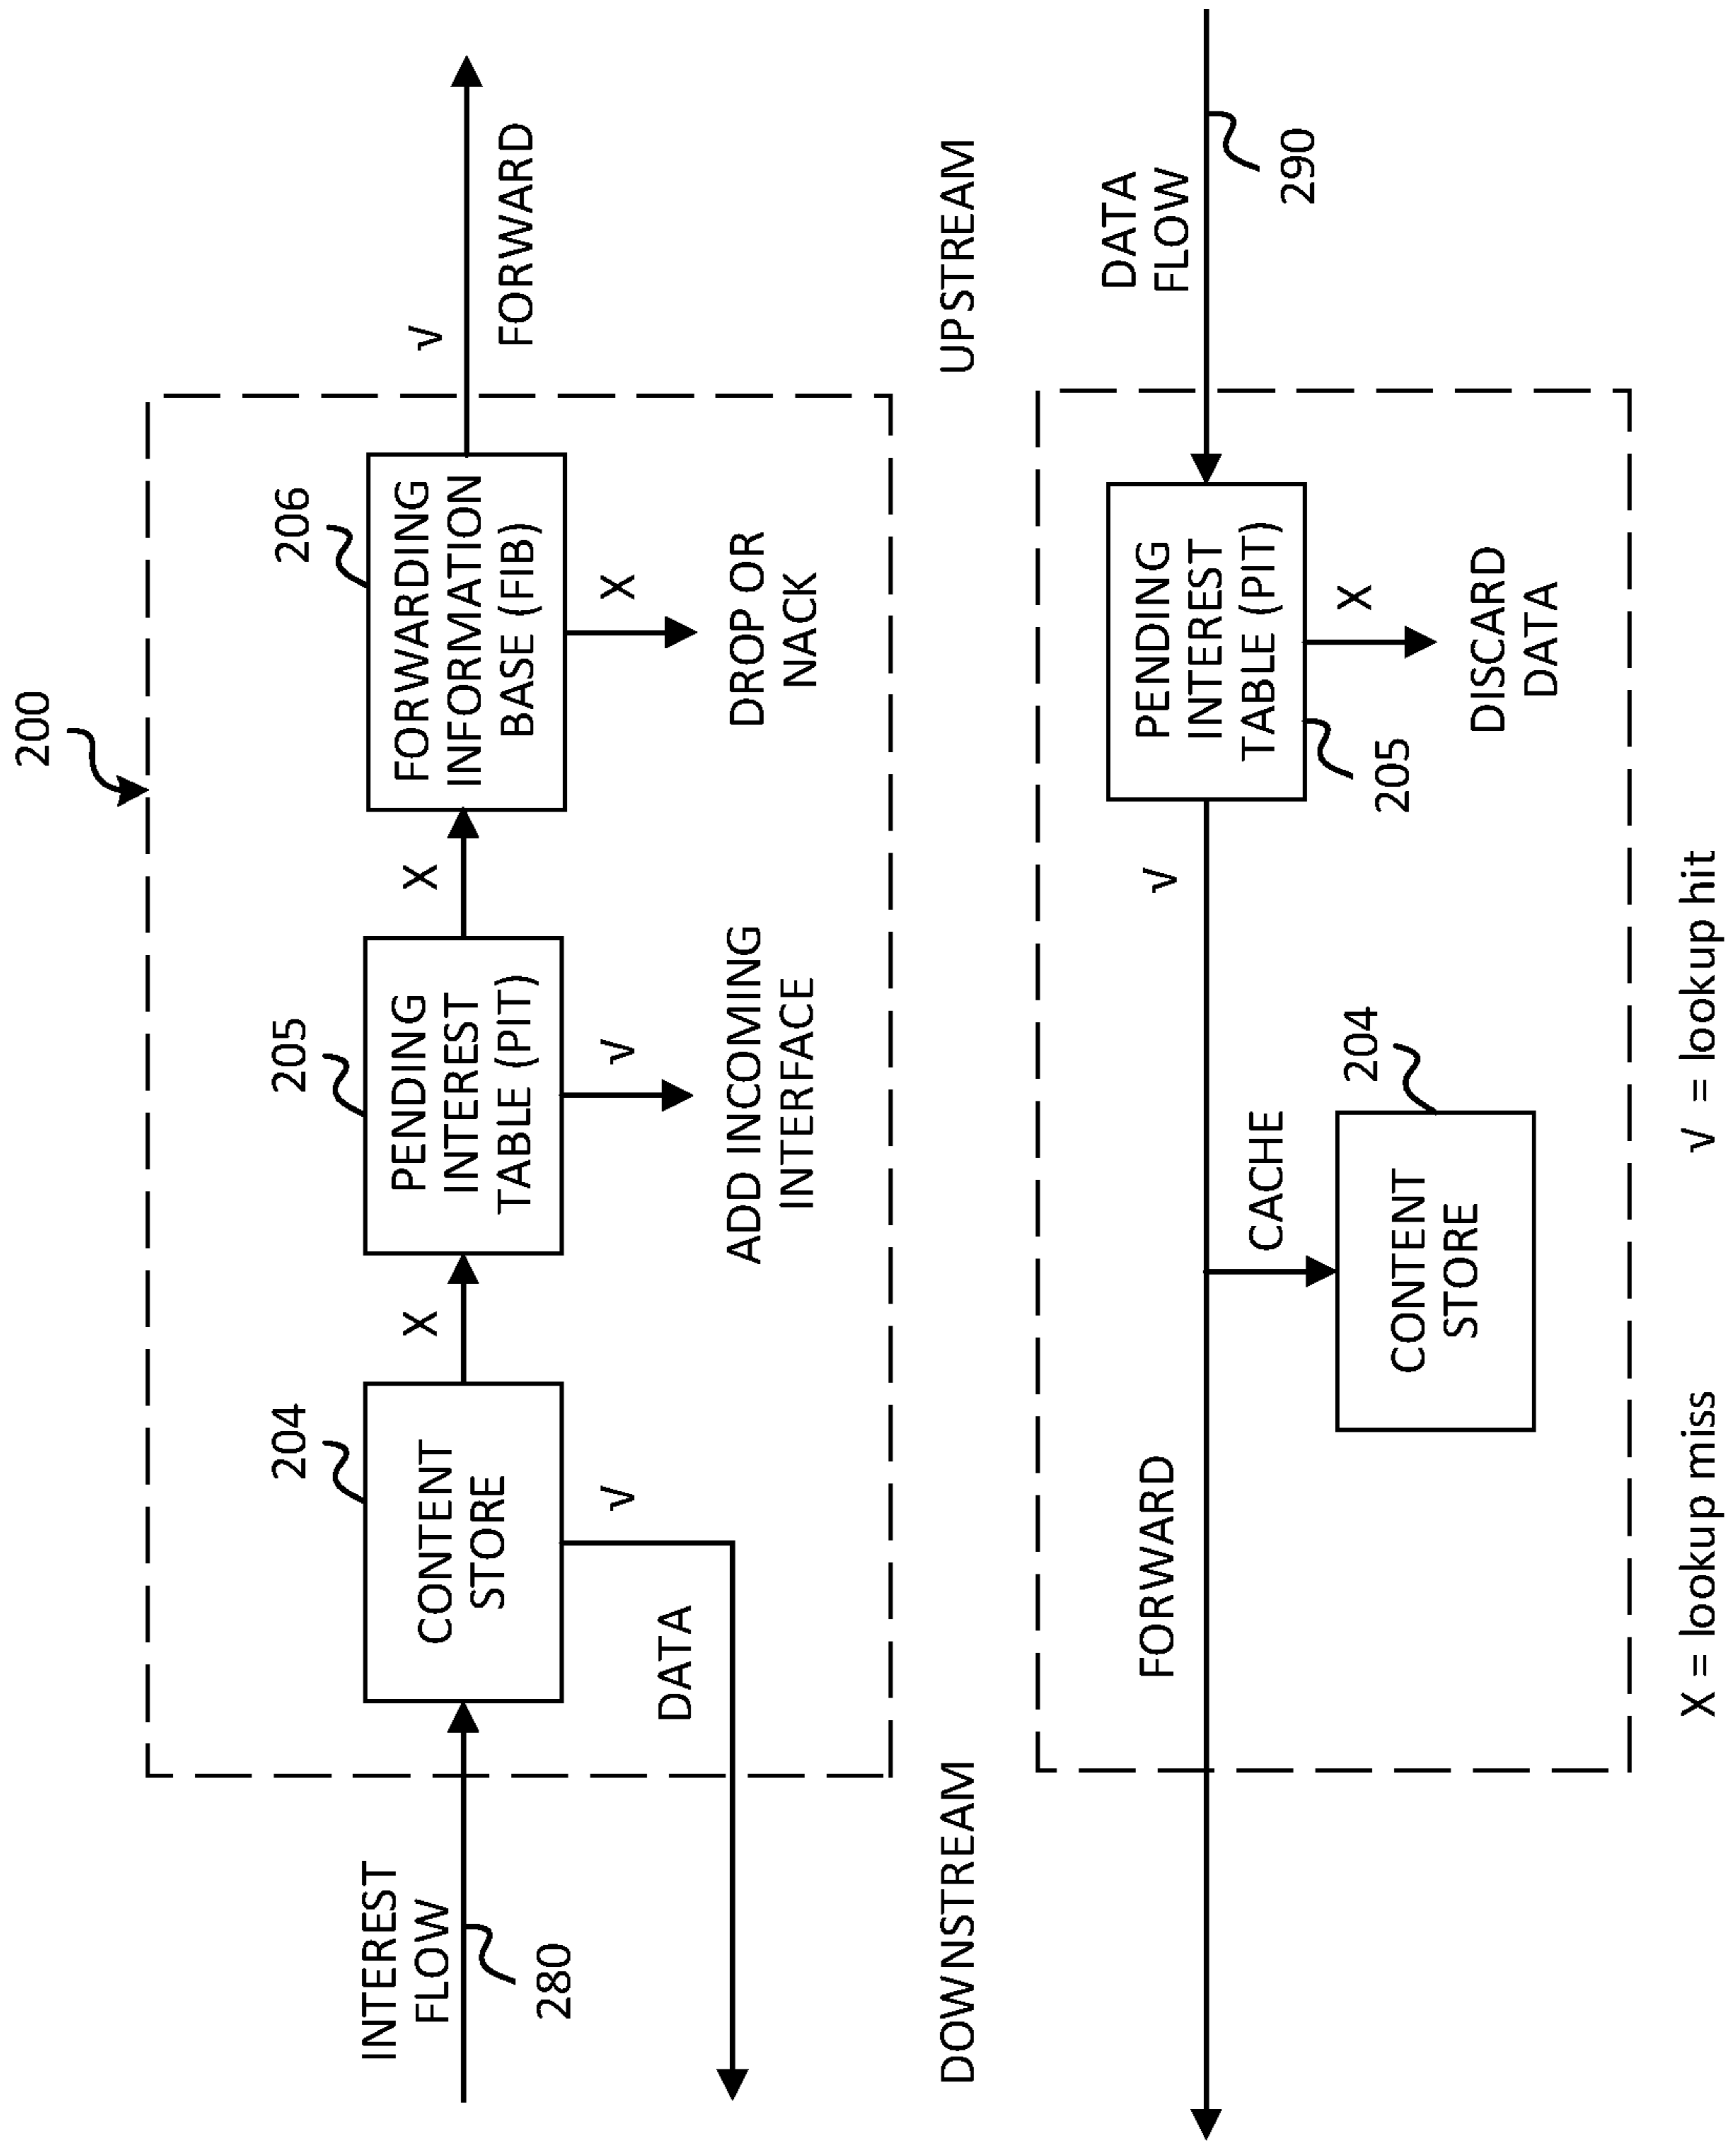 200
204
205
206
INTEREST
FLOW
280
CONTENT
STORE
X
PENDING
INTEREST
TABLE (PIT)
X
FORWARDING
INFORMATION
BASE (FIB)
√
FORWARD
√
DATA
√
ADD INCOMING
INTERFACE
X
DROP OR
NACK
DOWNSTREAM
UPSTREAM
FORWARD
√
PENDING
INTEREST
TABLE (PIT)
DATA
FLOW
290
CACHE
204
CONTENT
STORE
205
X
DISCARD
DATA
X = lookup miss
√ = lookup hit